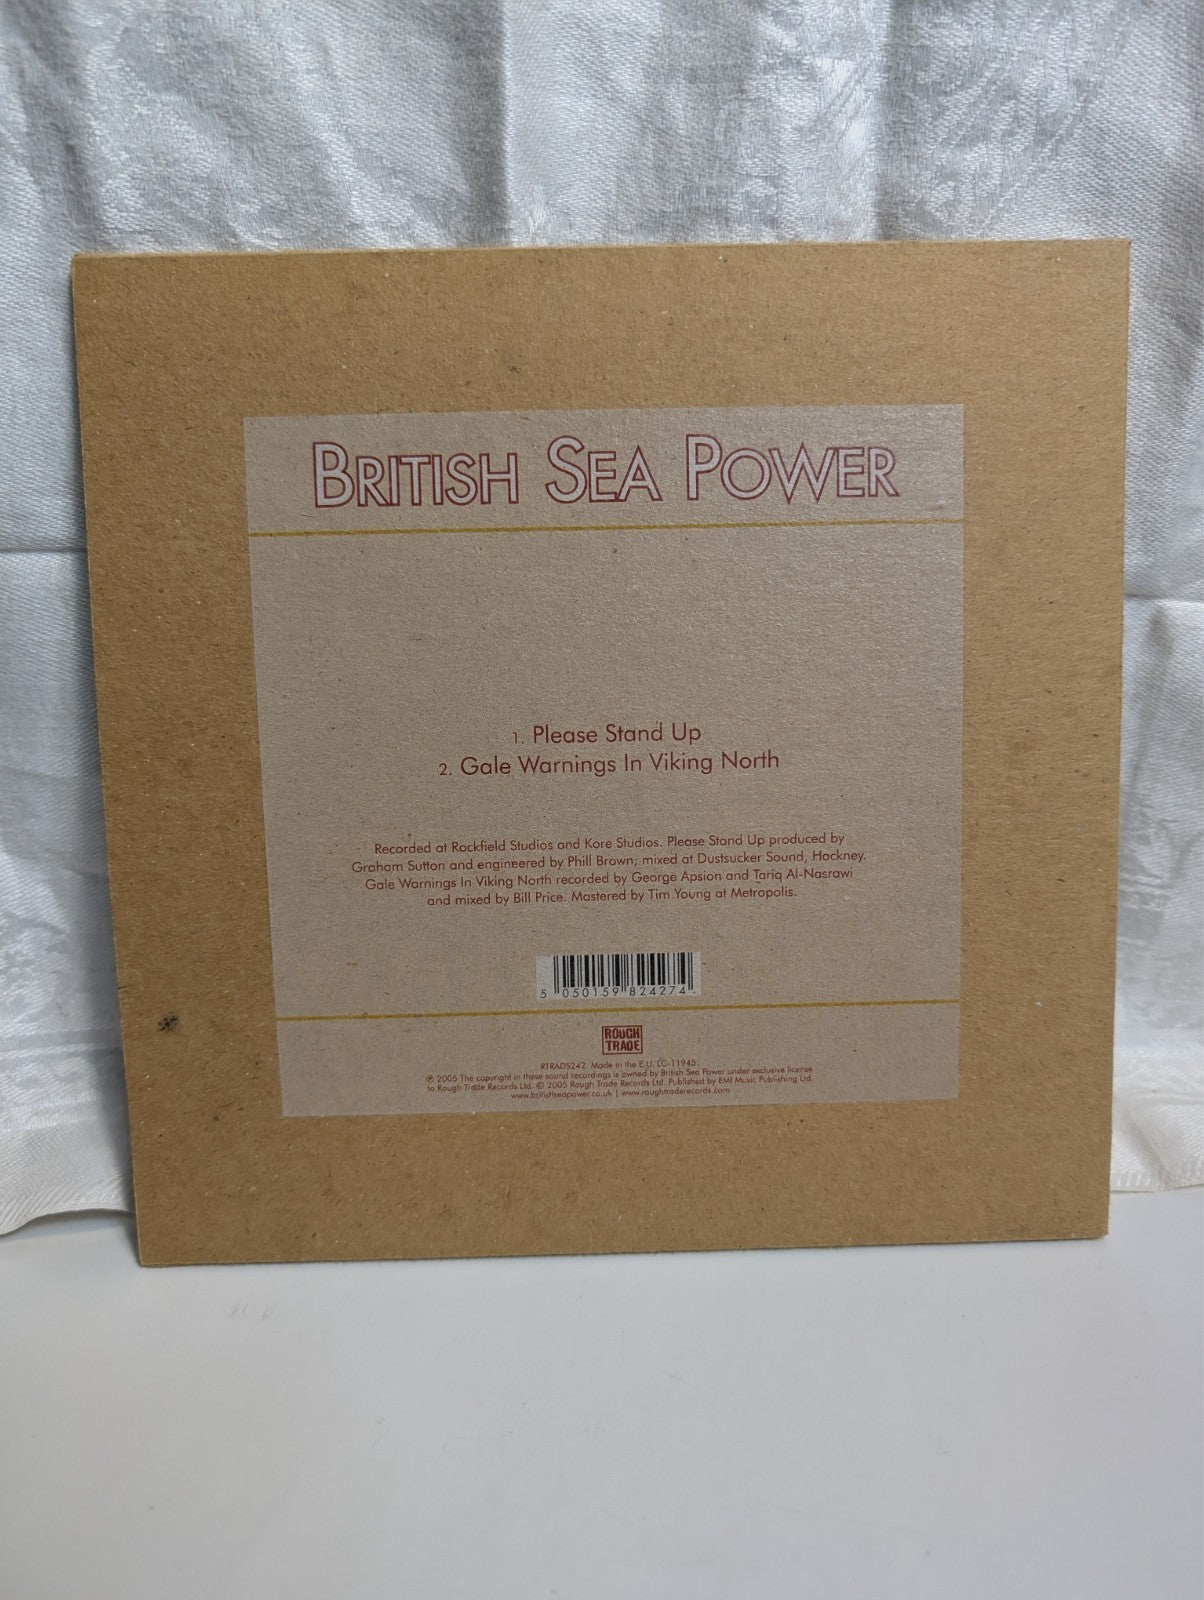 BRITISH SEA POWER
1. Please Stand Up
2. Gale Warnings In Viking North
Recorded at Rockfield Studios and Kore Studios. Please Stand Up produced by
Graham Sutton and engineered by Phill Brown; mixed at Dustsucker Sound, Hackney.
Gale Warnings In Viking North recorded by George Apsion and Tariq Al-Nasrawi
and mixed by Bill Price. Mastered by Tim Young at Metropolis.
5 050159 824274
ROUGH
TRADE
RTRADS242. Made in the E.U. LC-11945.
℗ 2005 The copyright in these sound recordings is owned by British Sea Power under exclusive license
to Rough Trade Records Ltd. © 2005 Rough Trade Records Ltd. Published by EMI Music Publishing Ltd.
www.britishseapower.co.uk | www.roughtraderecords.com